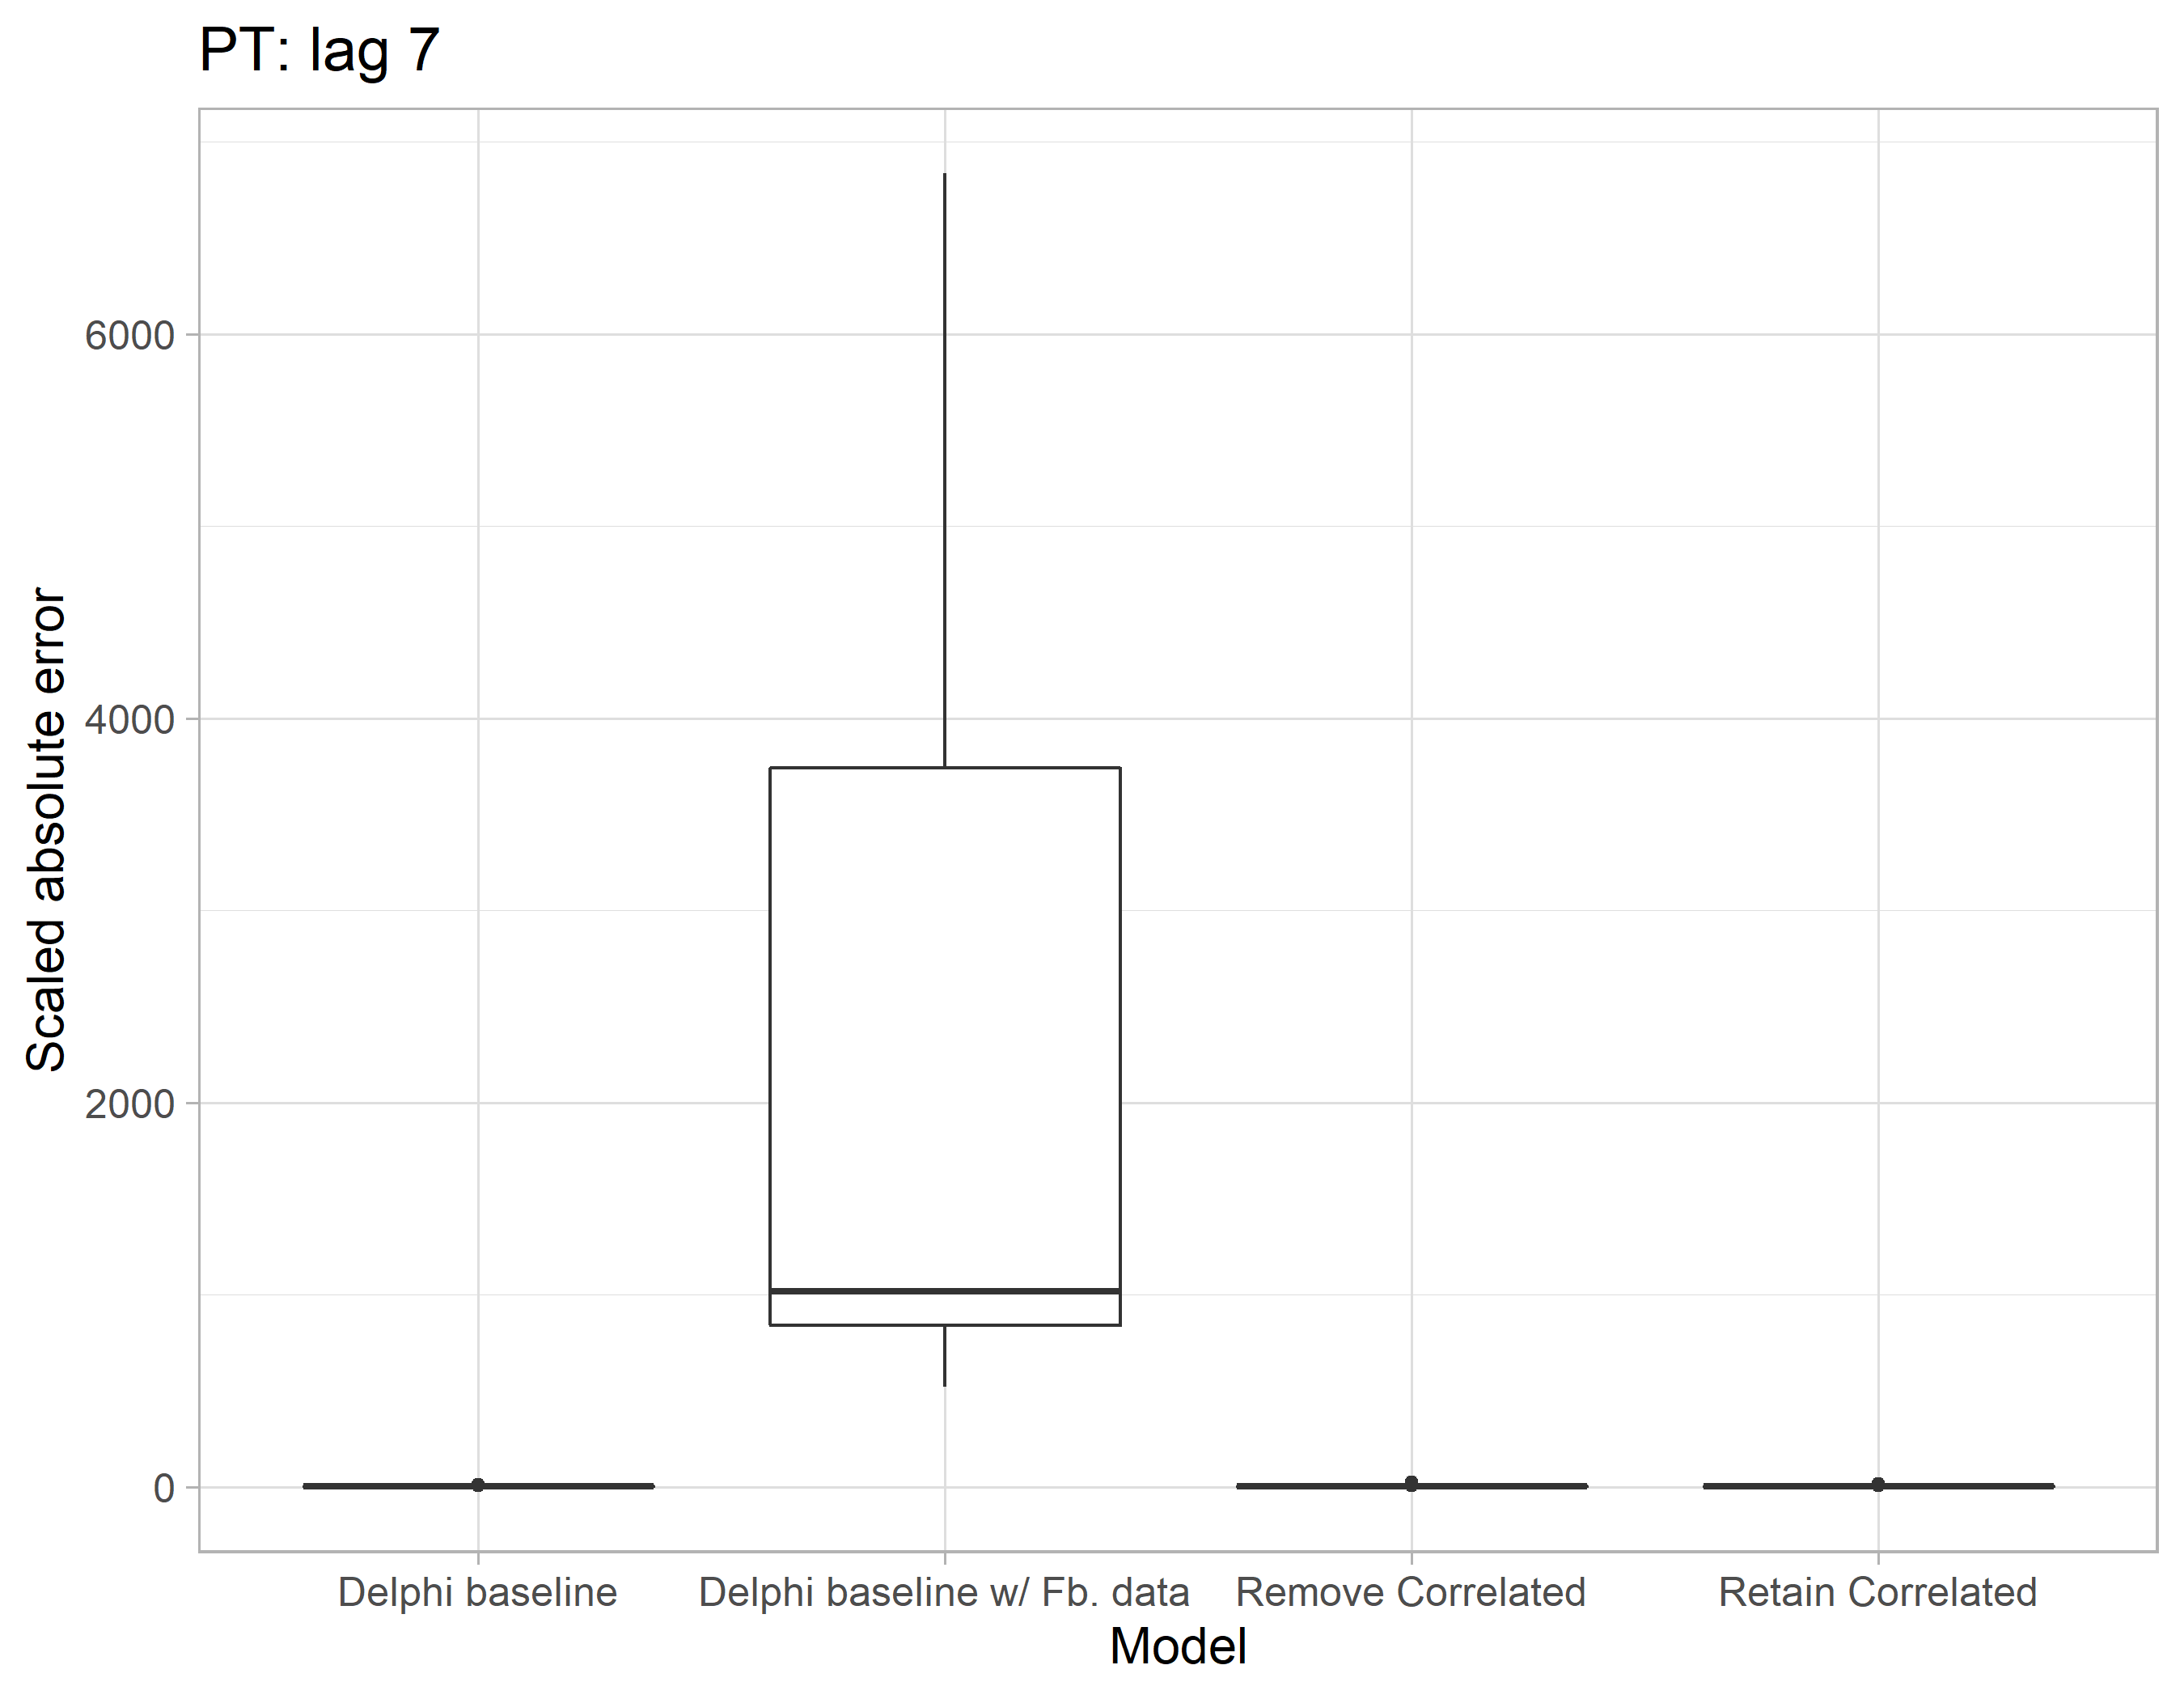 PT: lag 7
Scaled absolute error
6000
4000
2000
0
Delphi baseline Delphi baseline w/ Fb. data Remove Correlated Retain Correlated
Model